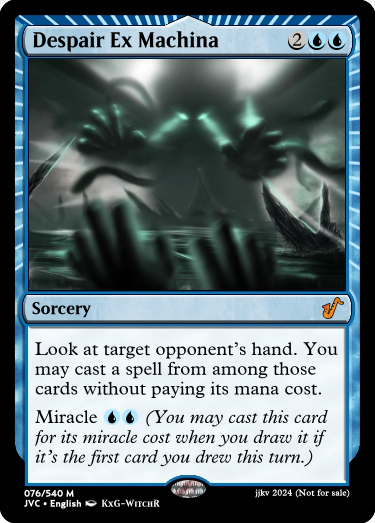 Despair Ex Machina 2
Sorcery
Look at target opponent's hand. You
may cast a spell from among those
cards without paying its mana cost.
Miracle (You may cast this card
for its miracle cost when you draw it if
it's the first card you drew this turn.)
076/540 M
JVC • English KxG-WitchR
jjkv 2024 (Not for sale)